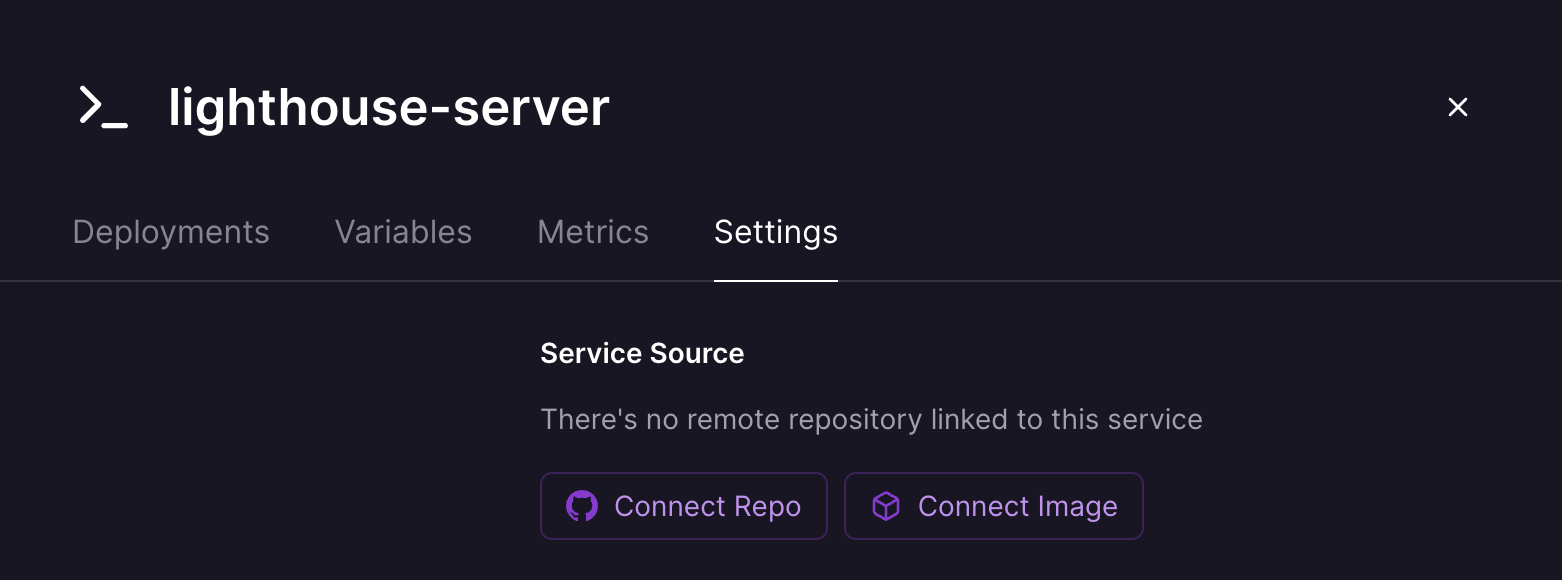 lighthouse-server
Deployments Variables Metrics Settings
Service Source
There's no remote repository linked to this service
Connect Repo Connect Image